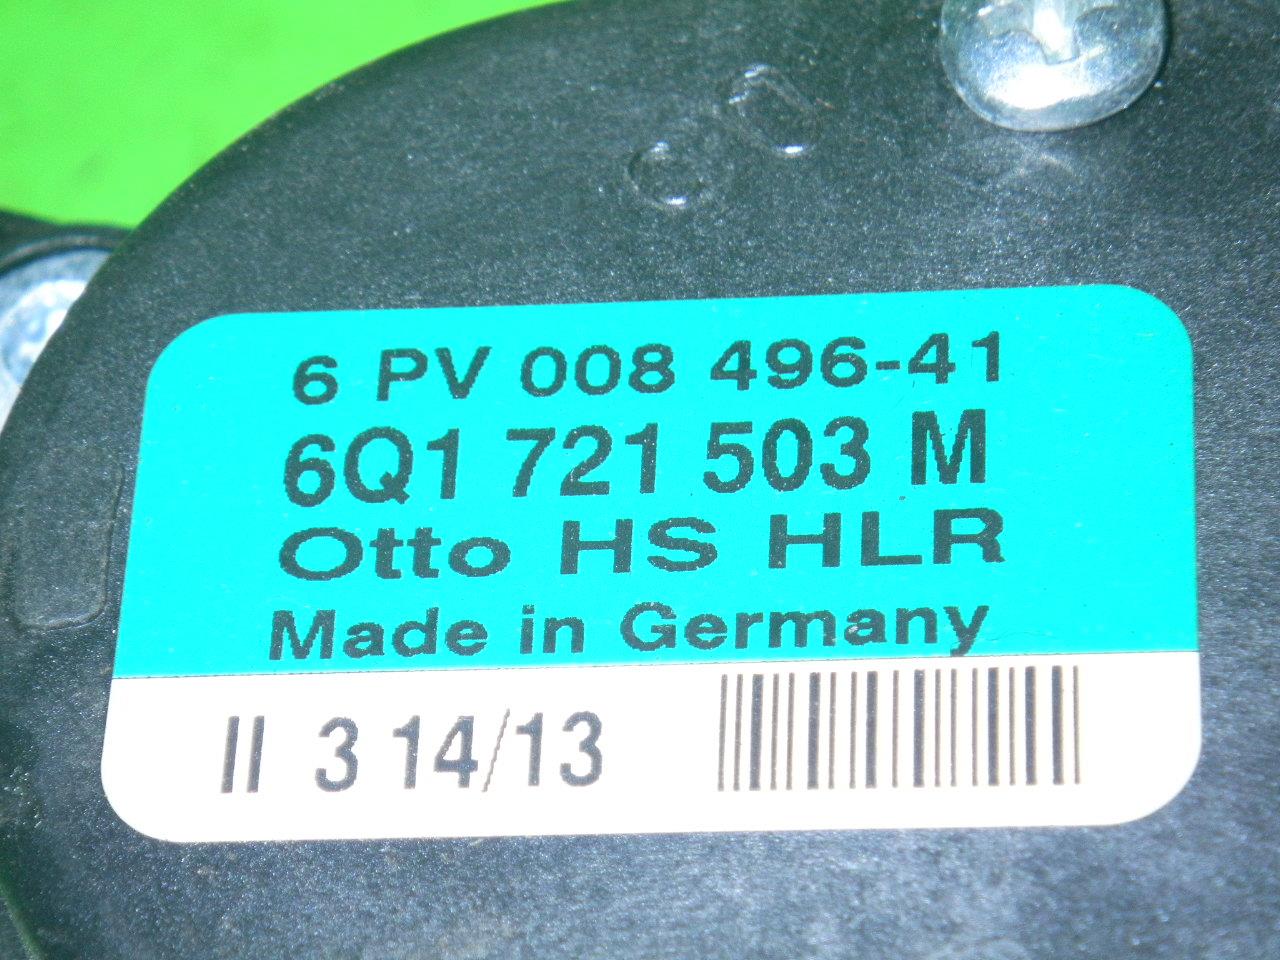 6 PV 008 496-41
6Q1 721 503 M
Otto HS HLR
Made in Germany
II 3 14/13